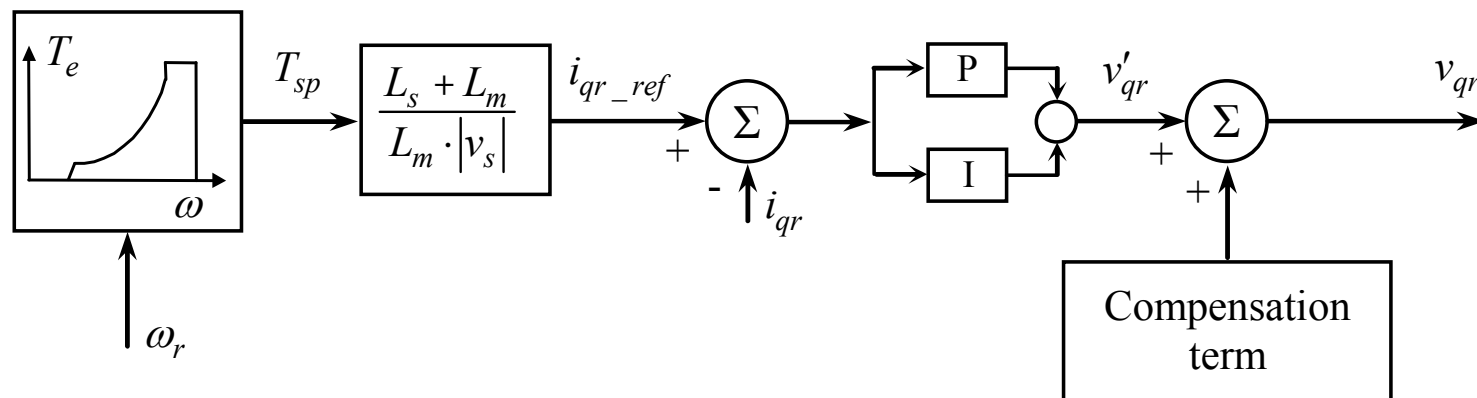 T_e
ω
ω_r
T_sp
L_s + L_m
L_m · |v_s|
i_qr_ref
Σ
+
-
i_qr
P
I
v′_qr
Σ
+
+
v_qr
Compensation
term